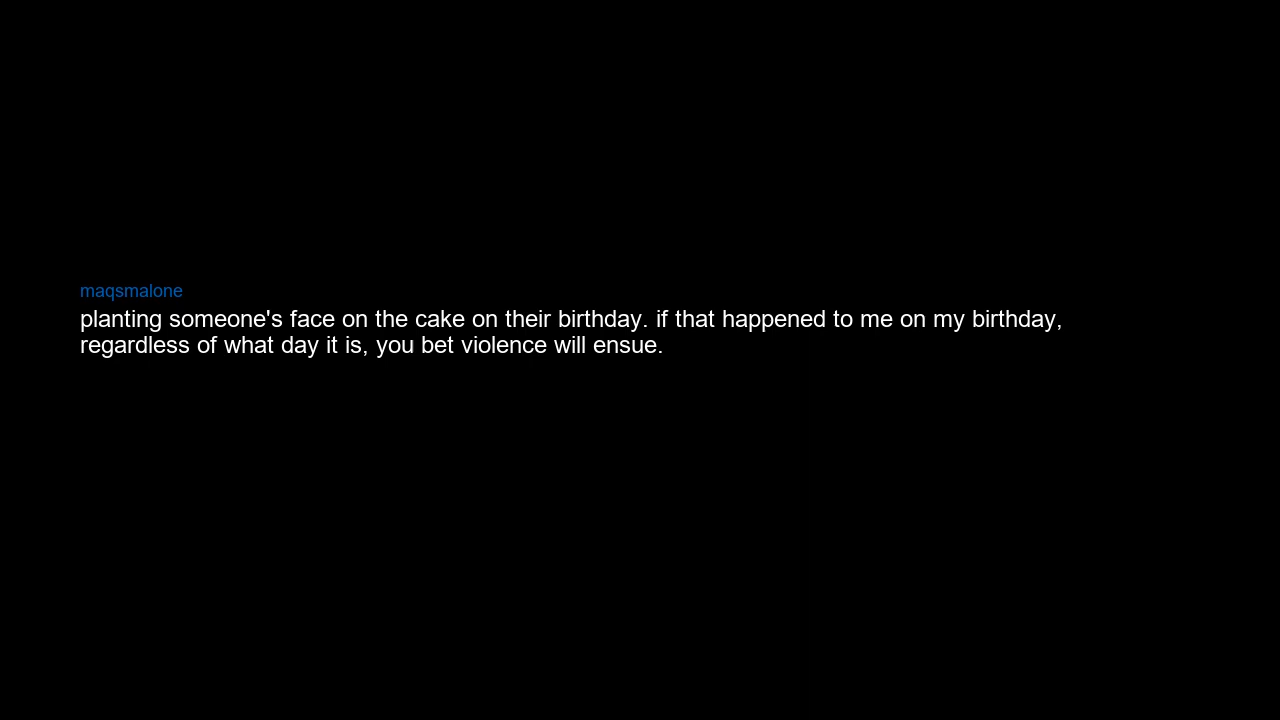 maqsmalone
planting someone's face on the cake on their birthday. if that happened to me on my birthday,
regardless of what day it is, you bet violence will ensue.